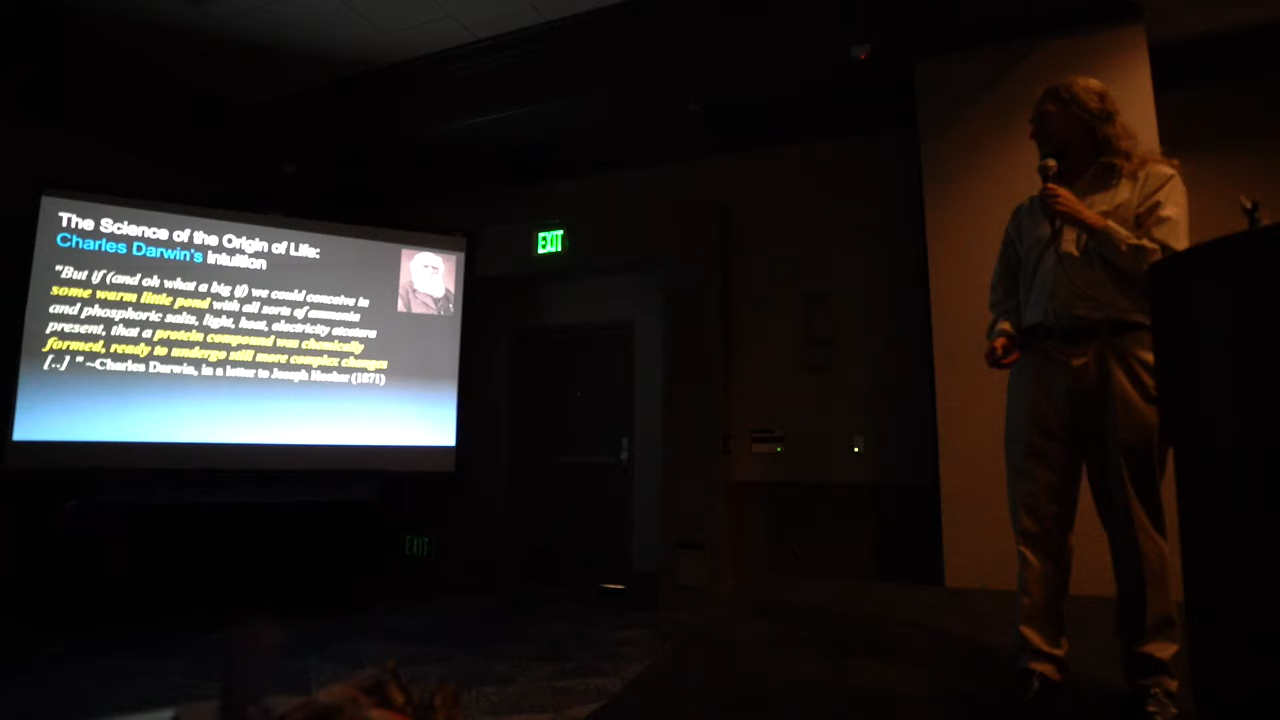 The Science of the Origin of Life:
Charles Darwin's Intuition
"But if (and oh what a big if) we could conceive in
some warm little pond with all sorts of ammonia
and phosphoric salts, light, heat, electricity etcetera
present, that a protein compound was chemically
formed, ready to undergo still more complex changes
[..] " ~Charles Darwin, in a letter to Joseph Hooker (1871)
EXIT
EXIT